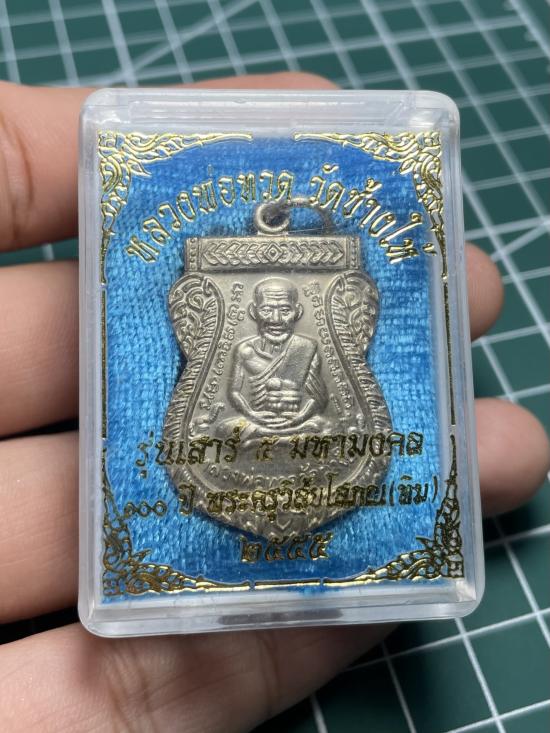 หลวงพ่อทวด วัดช้างให้
รุ่นเสาร์ ๕ มหามงคล
๑๐๐ ปี พระครูวิสัยโสภณ(ทิม)
๒๕๕๕